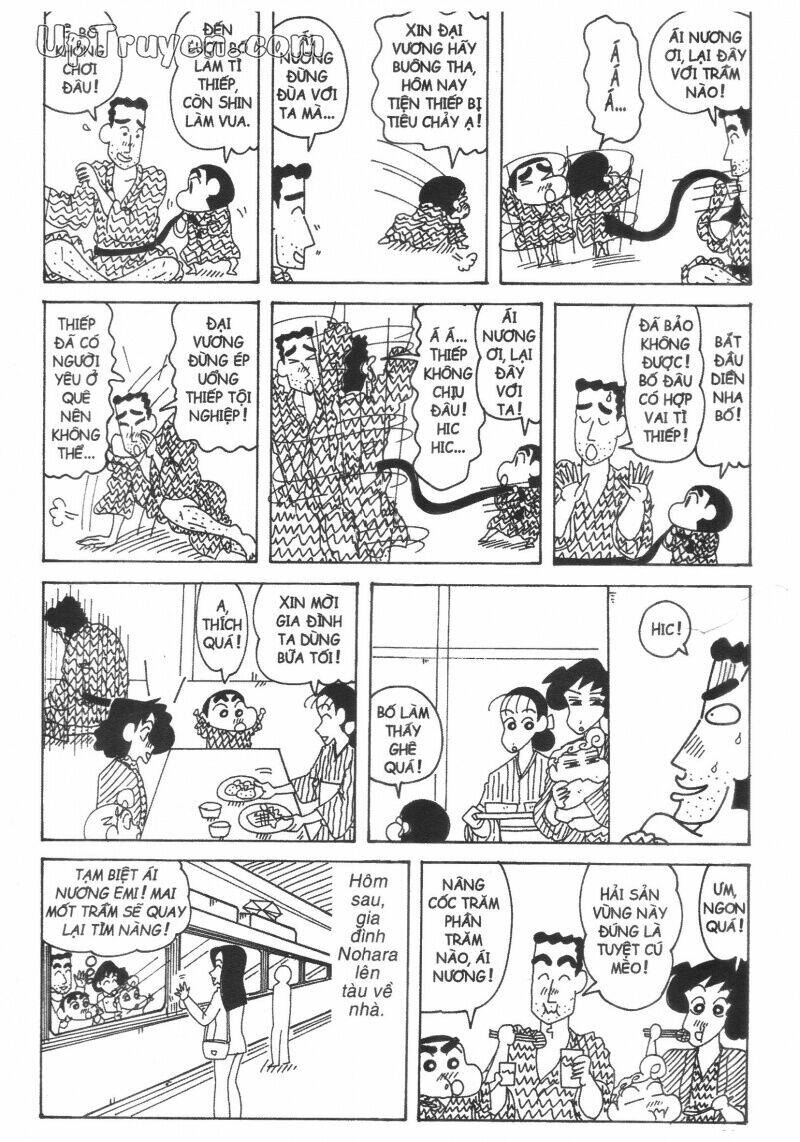 ÁI NƯƠNG
ƠI, LẠI ĐÂY
VỚI TRẪM
NÀO!
Á
Á
Á...
XIN ĐẠI
VƯƠNG HÃY
BUÔNG THA,
HÔM NAY
TIỆN THIẾP BỊ
TIÊU CHẢY Ạ!
ÁI
NƯƠNG
ĐỪNG
ĐÙA VỚI
TA MÀ...
UpTruyen.com
ĐẾN
LƯỢT BỐ
LÀM TÌ
THIẾP,
CÒN SHIN
LÀM VUA.
BỐ
KHÔNG
CHƠI
ĐÂU!
BẮT
ĐẦU
DIỄN
NHA
BỐ!
ĐÃ BẢO
KHÔNG
ĐƯỢC!
BỐ ĐÂU
CÓ HỢP
VAI TÌ
THIẾP!
ÁI
NƯƠNG
ƠI, LẠI
ĐÂY
VỚI
TA!
Á Á...
THIẾP
KHÔNG
CHỊU
ĐÂU!
HIC
HIC...
ĐẠI
VƯƠNG
ĐỪNG ÉP
UỔNG
THIẾP TỘI
NGHIỆP!
THIẾP
ĐÃ CÓ
NGƯỜI
YÊU Ở
QUÊ
NÊN
KHÔNG
THỂ...
HIC!
BỐ LÀM
THẤY
GHÊ
QUÁ!
XIN MỜI
GIA ĐÌNH
TA DÙNG
BỮA TỐI!
A,
THÍCH
QUÁ!
ƯM,
NGON
QUÁ!
HẢI SẢN
VÙNG NÀY
ĐÚNG LÀ
TUYỆT CÚ
MÈO!
NÂNG
CỐC TRĂM
PHẦN
TRĂM
NÀO, ÁI
NƯƠNG!
Hôm
sau,
gia
đình
Nohara
lên
tàu về
nhà.
TẠM BIỆT ÁI
NƯƠNG EMI! MAI
MỐT TRẪM SẼ QUAY
LẠI TÌM NÀNG!